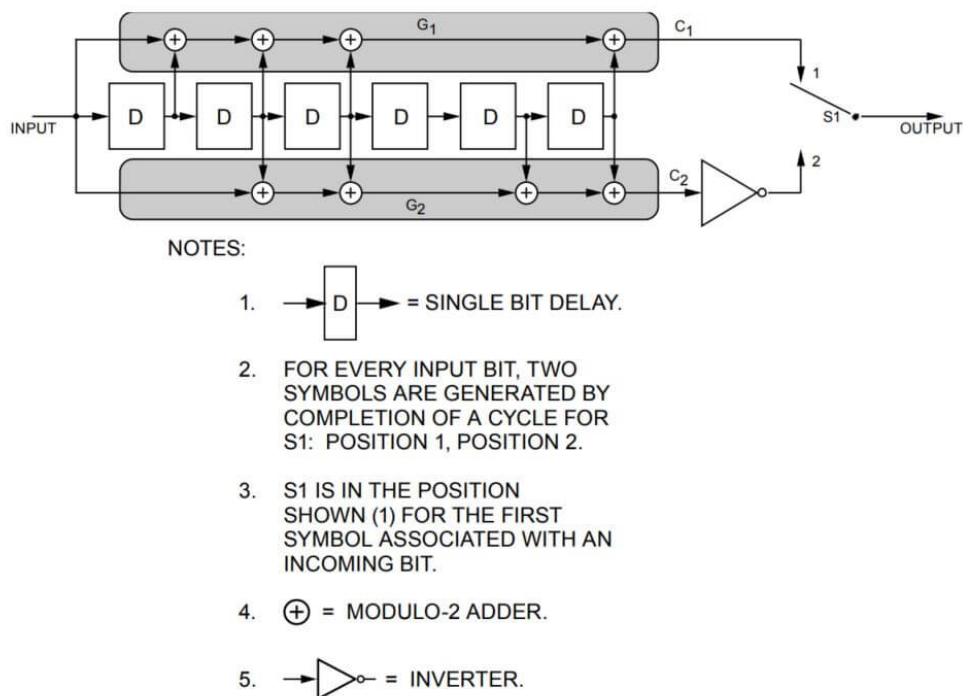 G1
C1
1
D D D D D D
INPUT
S1
OUTPUT
C2
2
G2
NOTES:
1. D = SINGLE BIT DELAY.
2. FOR EVERY INPUT BIT, TWO
SYMBOLS ARE GENERATED BY
COMPLETION OF A CYCLE FOR
S1: POSITION 1, POSITION 2.
3. S1 IS IN THE POSITION
SHOWN (1) FOR THE FIRST
SYMBOL ASSOCIATED WITH AN
INCOMING BIT.
4. = MODULO-2 ADDER.
5. = INVERTER.